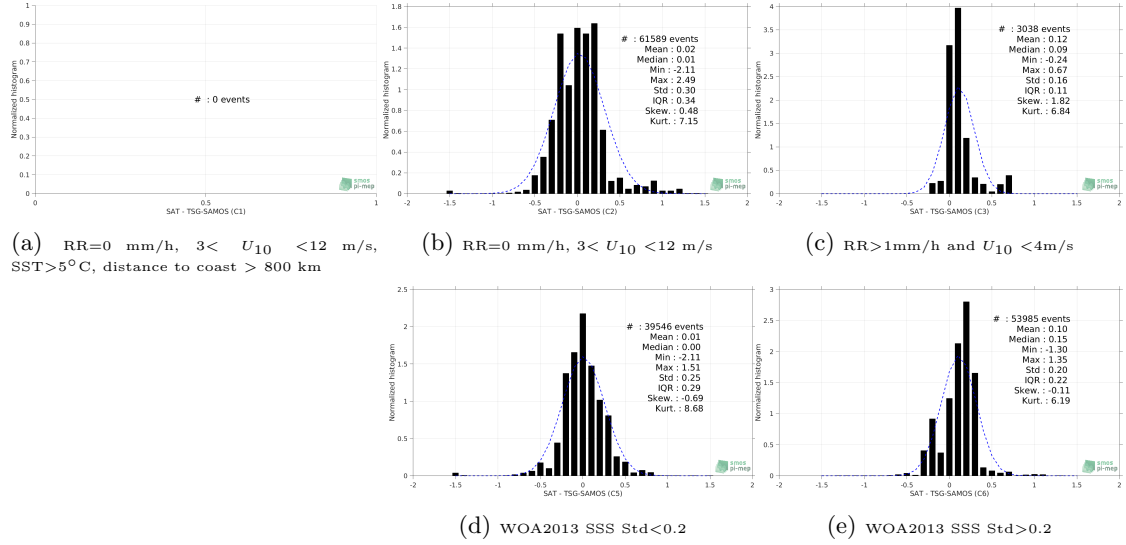 1
0.9
0.8
0.7
0.6
0.5
0.4
0.3
0.2
0.1
0
Normalized histogram
# : 0 events
smos
pi-mep
0
0.5
1
SAT - TSG-SAMOS (C1)
(a) RR=0 mm/h, 3< U10 <12 m/s,
SST>5°C, distance to coast > 800 km
1.8
1.6
1.4
1.2
1
0.8
0.6
0.4
0.2
0
Normalized histogram
# : 61589 events
Mean : 0.02
Median : 0.01
Min : -2.11
Max : 2.49
Std : 0.30
IQR : 0.34
Skew. : 0.48
Kurt. : 7.15
smos
pi-mep
-2
-1.5
-1
-0.5
0
0.5
1
1.5
2
SAT - TSG-SAMOS (C2)
(b) RR=0 mm/h, 3< U10 <12 m/s
4
3.5
3
2.5
2
1.5
1
0.5
0
Normalized histogram
# : 3038 events
Mean : 0.12
Median : 0.09
Min : -0.24
Max : 0.67
Std : 0.16
IQR : 0.11
Skew. : 1.82
Kurt. : 6.84
smos
pi-mep
-2
-1.5
-1
-0.5
0
0.5
1
1.5
2
SAT - TSG-SAMOS (C3)
(c) RR>1mm/h and U10 <4m/s
2.5
2
1.5
1
0.5
0
Normalized histogram
# : 39546 events
Mean : 0.01
Median : 0.00
Min : -2.11
Max : 1.51
Std : 0.25
IQR : 0.29
Skew. : -0.69
Kurt. : 8.68
smos
pi-mep
-2
-1.5
-1
-0.5
0
0.5
1
1.5
2
SAT - TSG-SAMOS (C5)
(d) WOA2013 SSS Std<0.2
3
2.5
2
1.5
1
0.5
0
Normalized histogram
# : 53985 events
Mean : 0.10
Median : 0.15
Min : -1.30
Max : 1.35
Std : 0.20
IQR : 0.22
Skew. : -0.11
Kurt. : 6.19
smos
pi-mep
-2
-1.5
-1
-0.5
0
0.5
1
1.5
2
SAT - TSG-SAMOS (C6)
(e) WOA2013 SSS Std>0.2